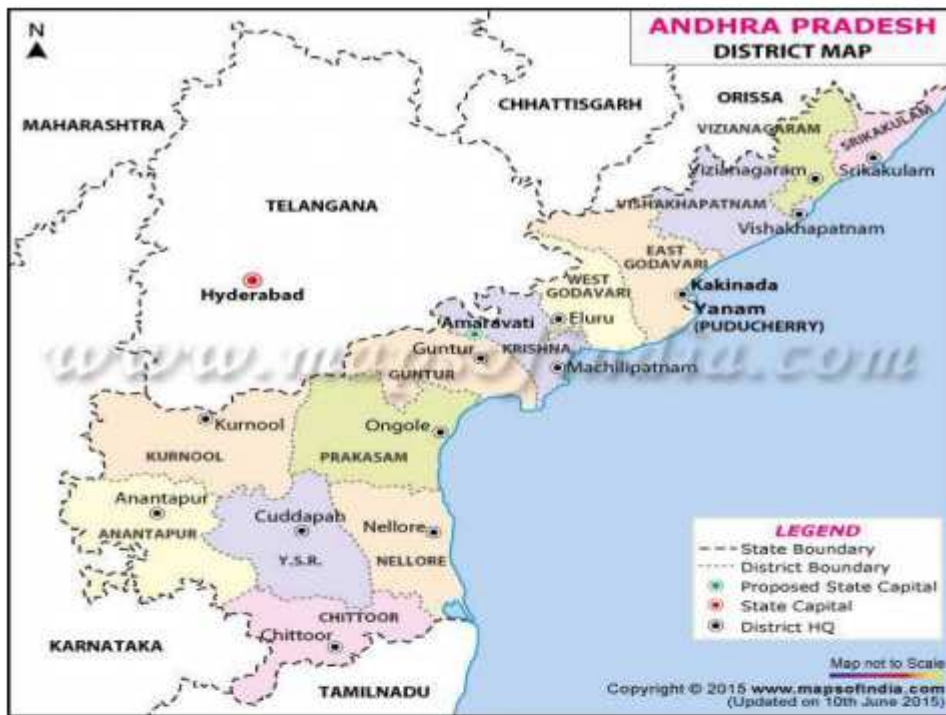 N
ANDHRA PRADESH
DISTRICT MAP
CHHATTISGARH
ORISSA
MAHARASHTRA
VIZIANAGARAM
SRIKAKULAM
Vizianagaram
Srikakulam
TELANGANA
VISHAKHAPATNAM
Vishakhapatnam
EAST
GODAVARI
WEST
GODAVARI
Hyderabad
Kakinada
Yanam
(PUDUCHERRY)
Amaravati
Eluru
Guntur
KRISHNA
www.mapsofindia.com
GUNTUR
Machilipatnam
Kurnool
Ongole
KURNOOL
PRAKASAM
Anantapur
Cuddapah
Nellore
ANANTAPUR
Y.S.R.
NELLORE
CHITTOOR
Chittoor
KARNATAKA
TAMILNADU
LEGEND
State Boundary
District Boundary
Proposed State Capital
State Capital
District HQ
Map not to Scale
Copyright © 2015 www.mapsofindia.com
(Updated on 10th June 2015)